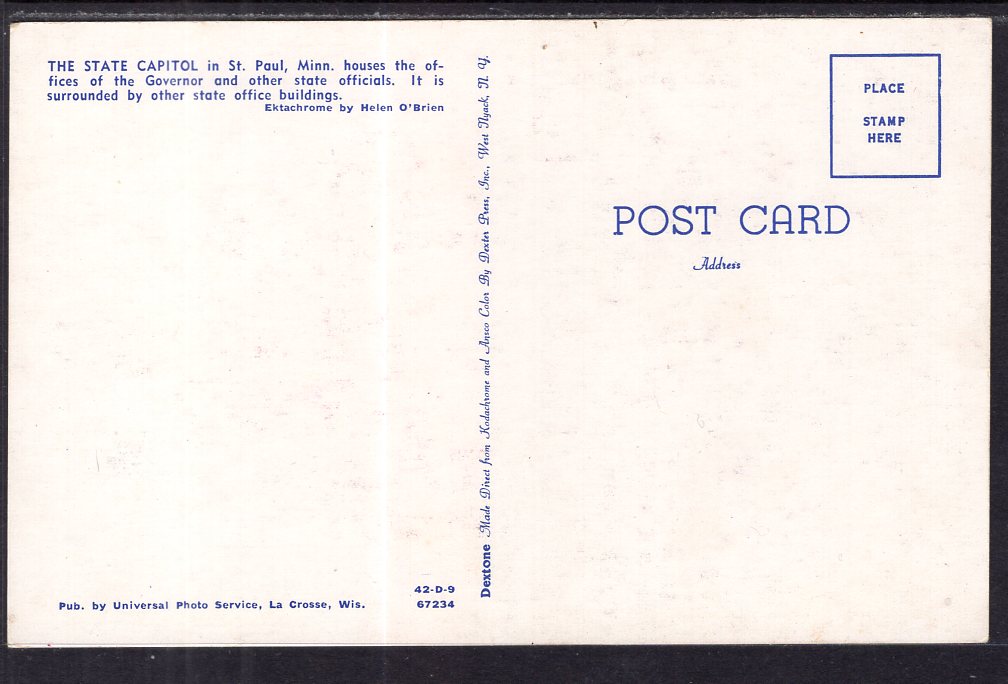 THE STATE CAPITOL in St. Paul, Minn. houses the of-
fices of the Governor and other state officials. It is
surrounded by other state office buildings.
Ektachrome by Helen O'Brien
Pub. by Universal Photo Service, La Crosse, Wis.
42-D-9
67234
Dextone Made Direct from Kodachrome and Ansco Color By Dexter Press, Inc., West Nyack, N. Y.
PLACE
STAMP
HERE
POST CARD
Address